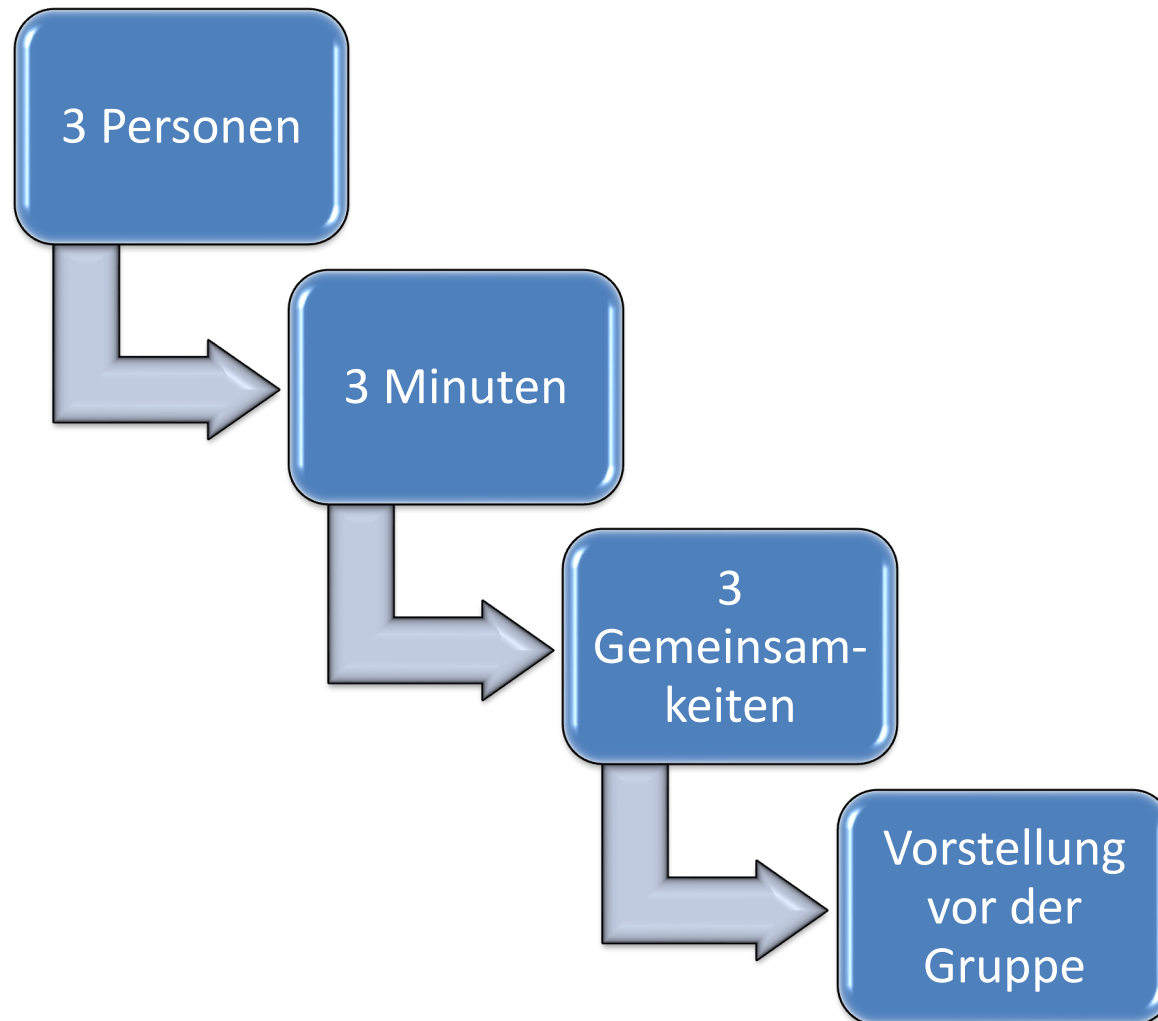 3 Personen
3 Minuten
3
Gemeinsam-
keiten
Vorstellung
vor der
Gruppe